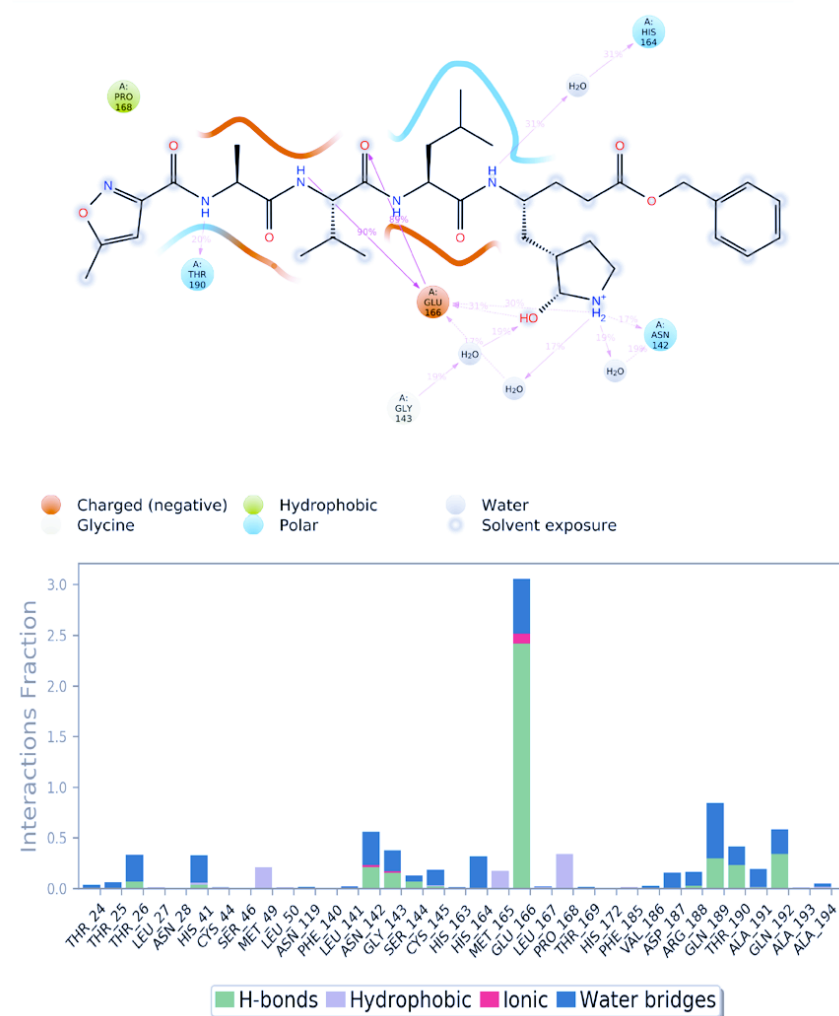 A:
HIS
164
31%
H₂O
31%
A:
PRO
168
O
O
O
H
N
H
N
N
O
N
H
N
H
O
O
O
O
89%
90%
20%
A:
THR
190
A:
GLU
166
31%
30%
HO
N⁺
H₂
17%
A:
ASN
142
19%
17%
19%
19%
H₂O
H₂O
19%
H₂O
A:
GLY
143
Charged (negative)
Hydrophobic
Water
Glycine
Polar
Solvent exposure
Interactions Fraction
3.0
2.5
2.0
1.5
1.0
0.5
0.0
THR_24
THR_25
THR_26
LEU_27
ASN_28
HIS_41
CYS_44
SER_46
MET_49
LEU_50
ASN_119
PHE_140
LEU_141
ASN_142
GLY_143
SER_144
CYS_145
HIS_163
HIS_164
MET_165
GLU_166
LEU_167
PRO_168
THR_169
HIS_172
PHE_185
VAL_186
ASP_187
ARG_188
GLN_189
THR_190
ALA_191
GLN_192
ALA_193
ALA_194
H-bonds
Hydrophobic
Ionic
Water bridges